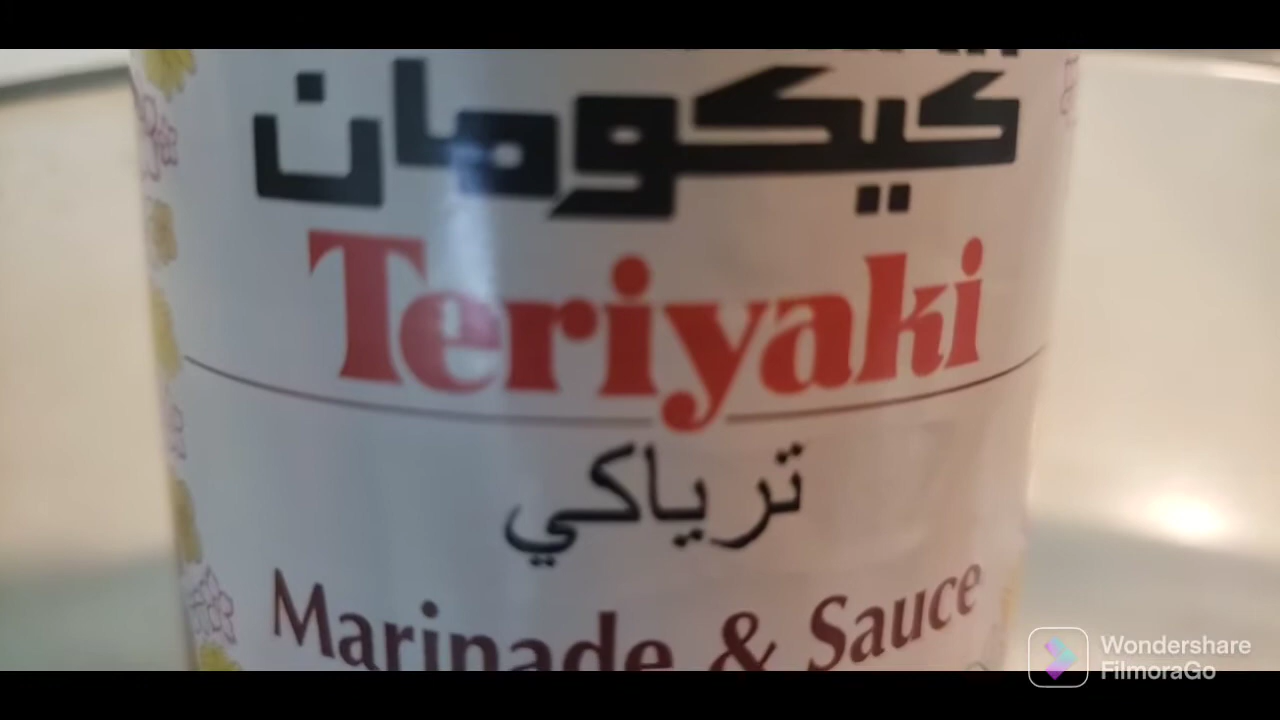 كيكومان
Teriyaki
ترياكي
Marinade & Sauce
Wondershare
FilmoraGo